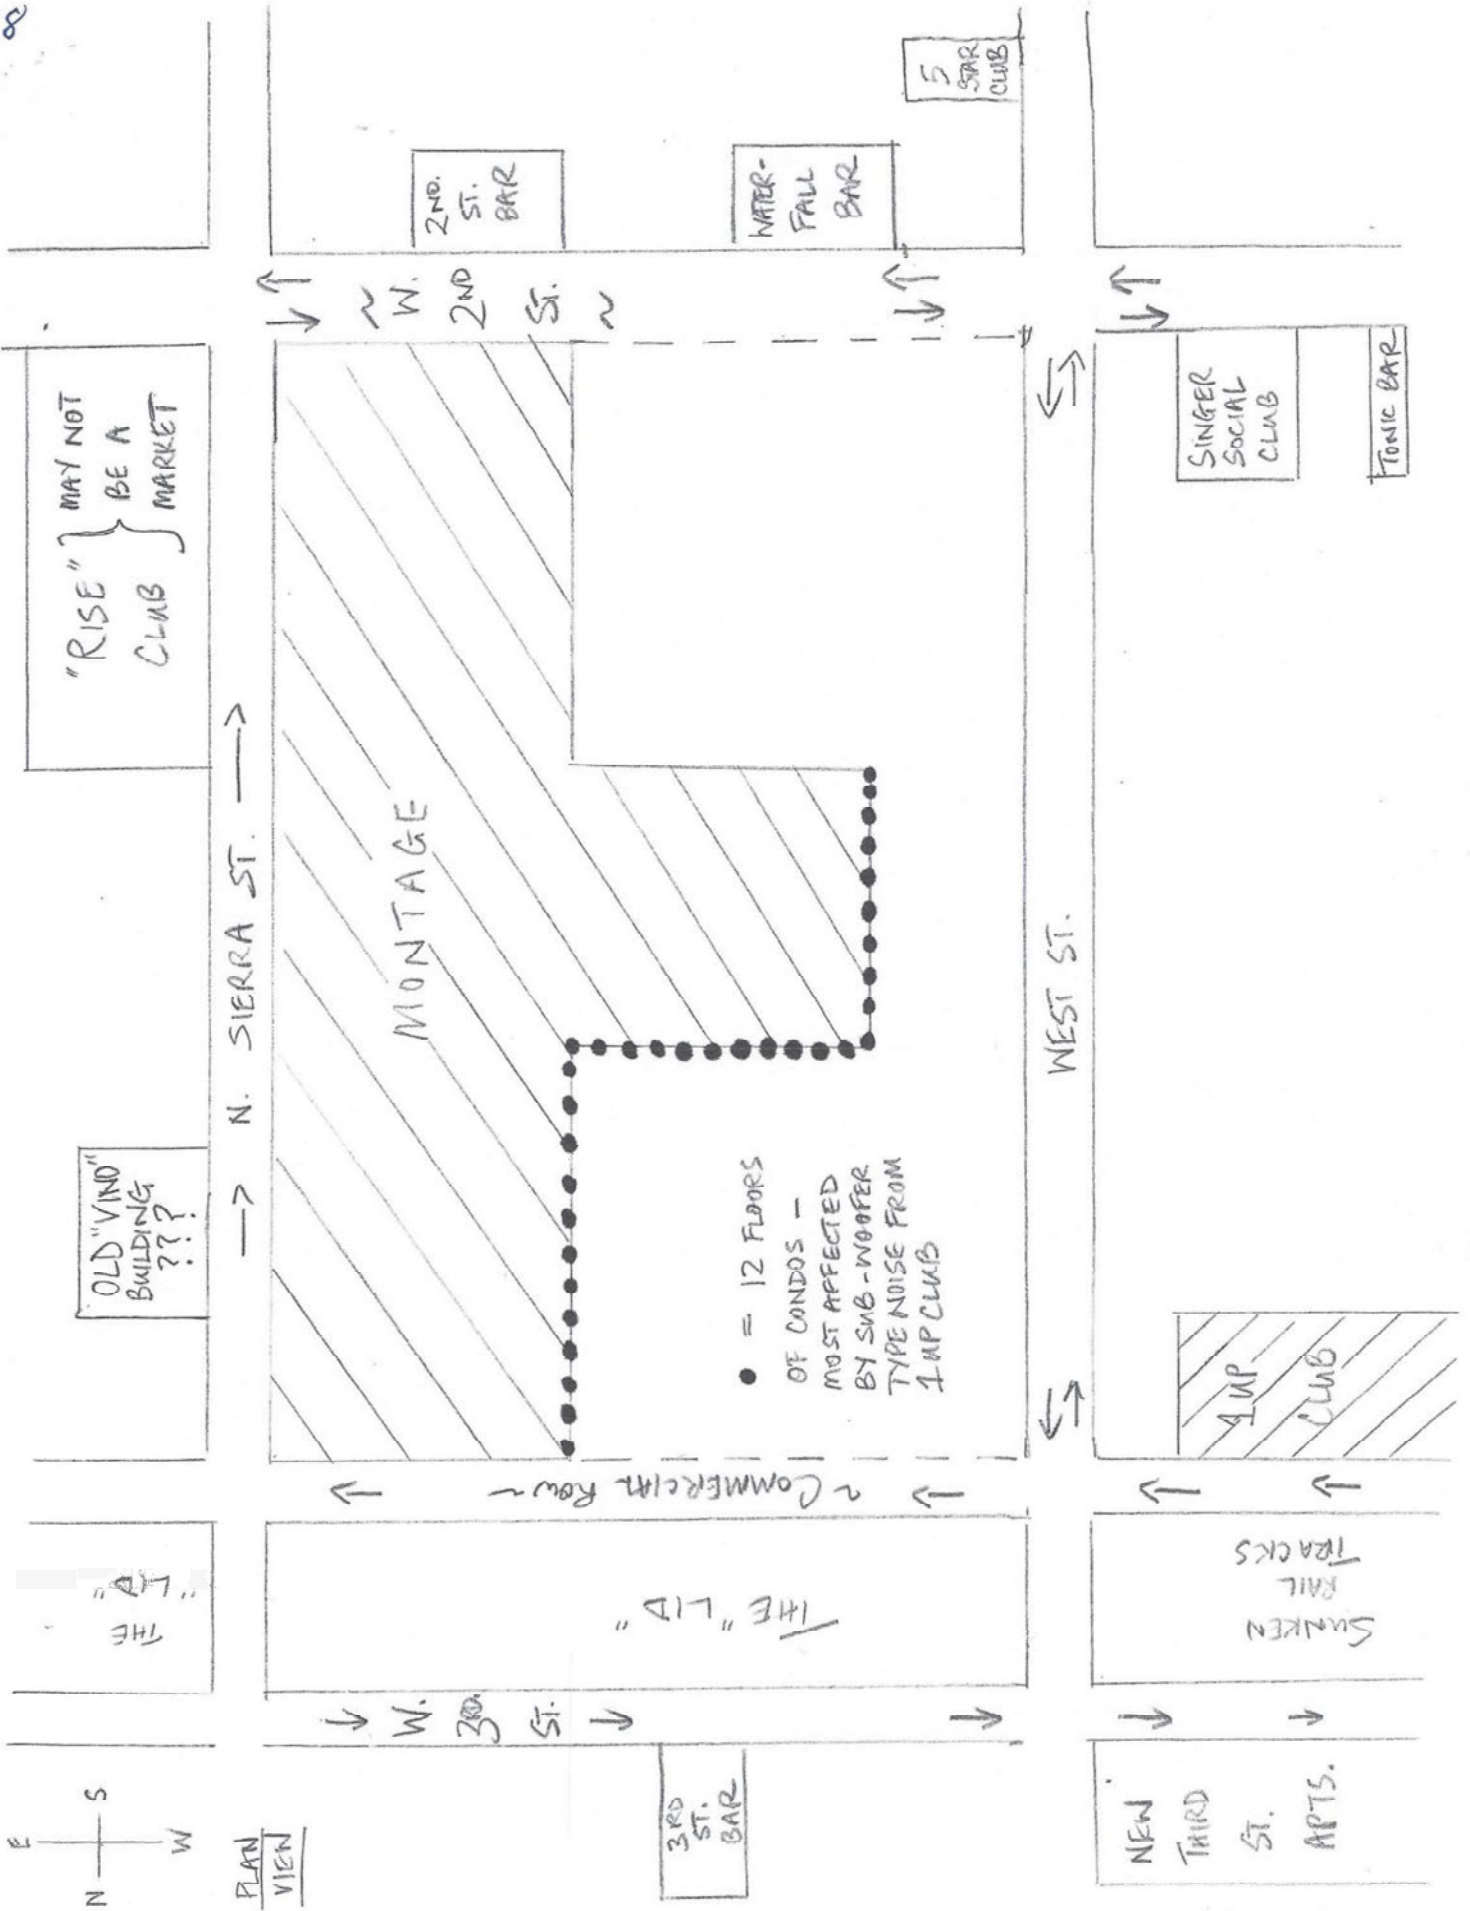 8
5
STAR
CLUB
2ND.
ST.
BAR
WATER-
FALL
BAR
~ W.
2ND
ST. ~
"RISE"
CLUB
MAY NOT
BE A
MARKET
SINGER
SOCIAL
CLUB
TONIC BAR
N. SIERRA ST.
MONTAGE
WEST ST.
OLD "VINO"
BUILDING
???
● = 12 FLOORS
OF CONDOS -
MOST AFFECTED
BY SUB-WOOFER
TYPE NOISE FROM
1 UP CLUB
1 UP
CLUB
~ COMMERCIAL ROW ~
THE
"LID"
THE "LID"
SUNKEN
RAIL
TRACKS
W.
3RD.
ST.
E
N
S
W
PLAN
VIEW
3RD
ST.
BAR
NEW
THIRD
ST.
APTS.